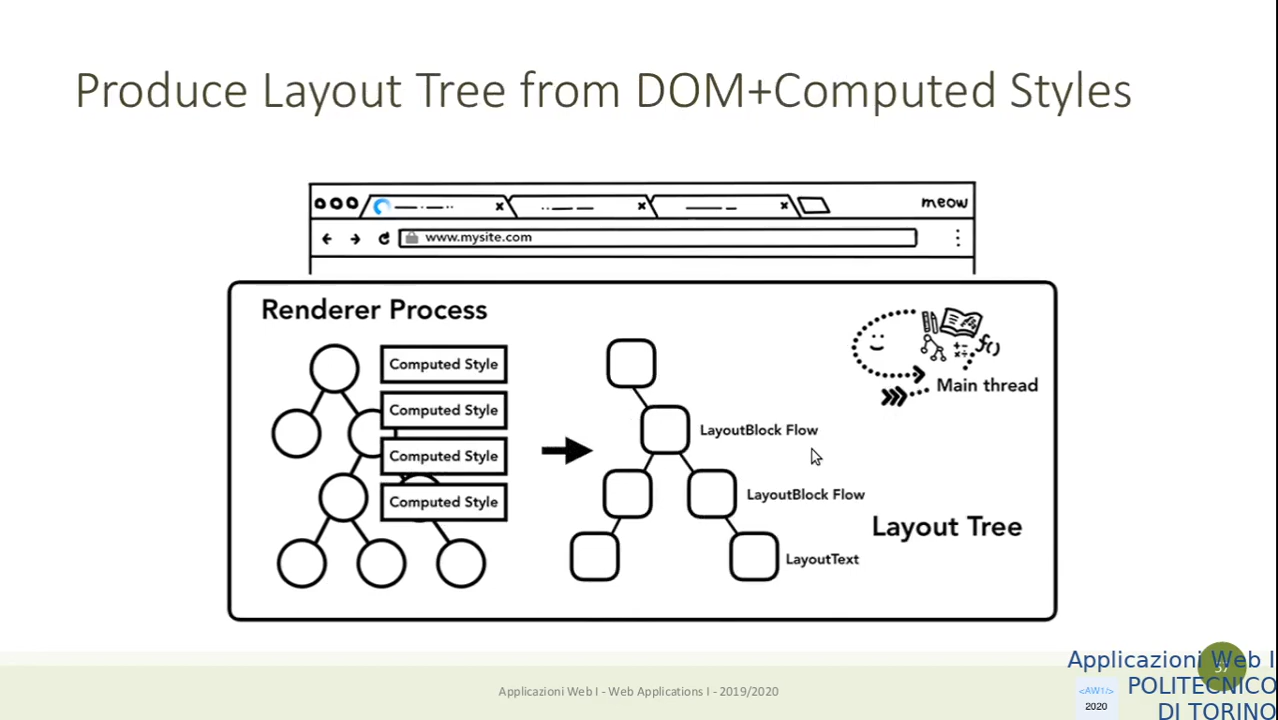 Produce Layout Tree from DOM+Computed Styles
meow
www.mysite.com
Renderer Process
Computed Style
Computed Style
Computed Style
Computed Style
LayoutBlock Flow
LayoutBlock Flow
LayoutText
Layout Tree
f()
Main thread
Applicazioni Web I - Web Applications I - 2019/2020
Applicazioni Web I
POLITECNICO
DI TORINO
<AW1/>
2020